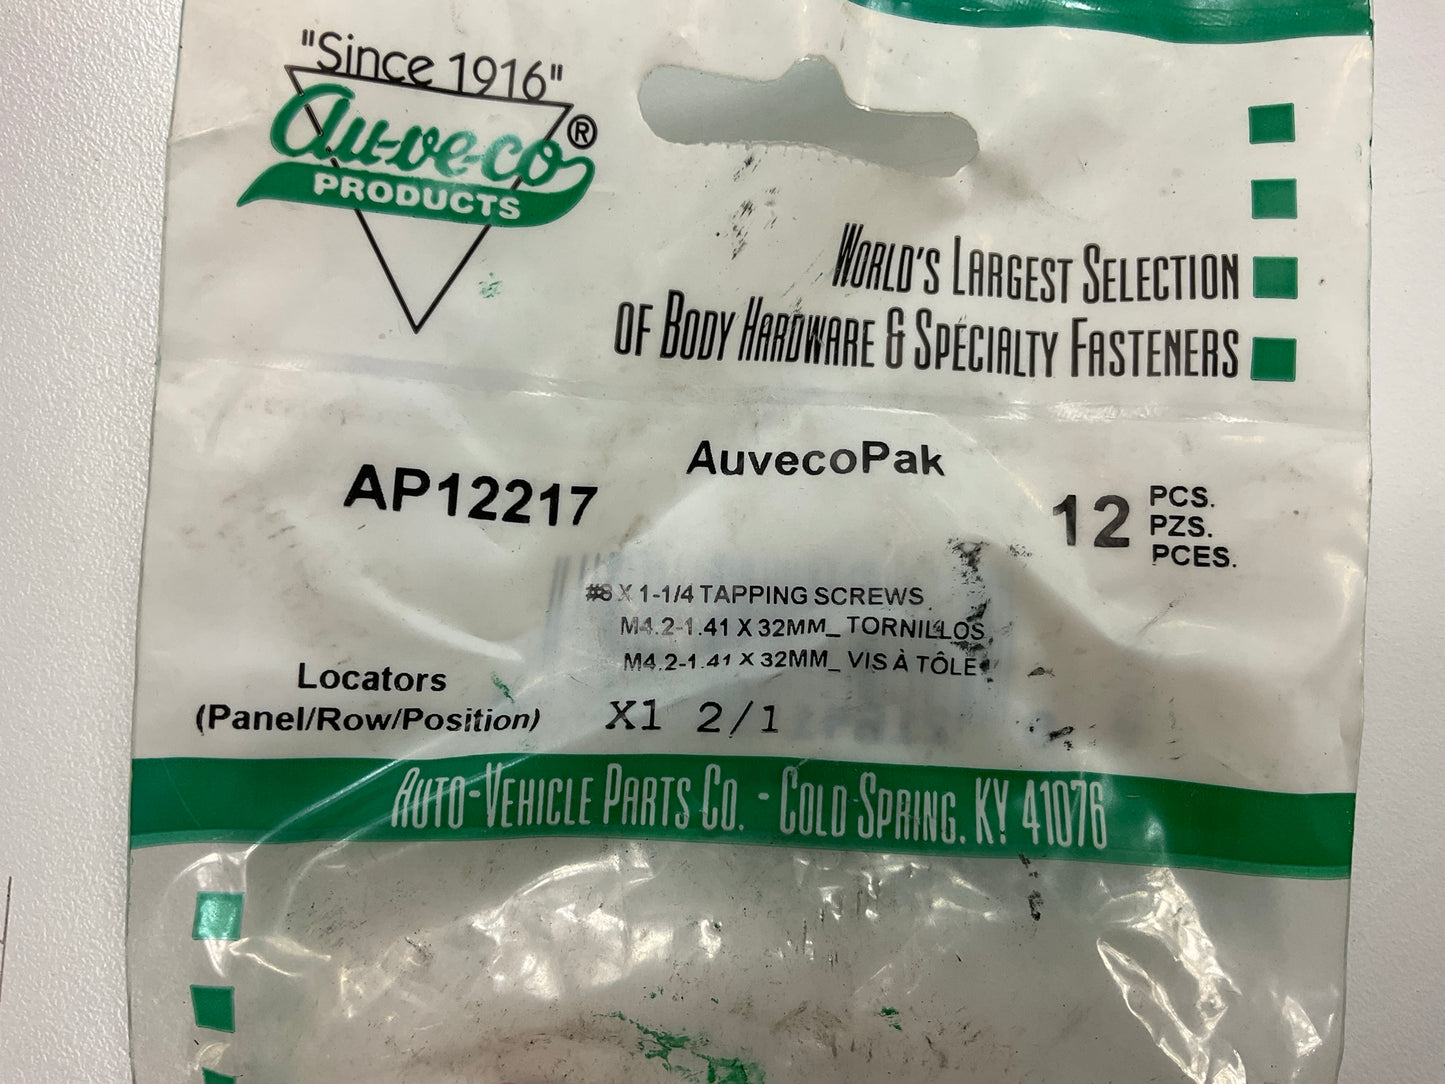 "Since 1916"
Au-ve-co®
PRODUCTS
WORLD'S LARGEST SELECTION
OF BODY HARDWARE & SPECIALTY FASTENERS
AuvecoPak
AP12217
12 PCS.
PZS.
PCES.
#8 X 1-1/4 TAPPING SCREWS
M4.2-1.41 X 32MM_ TORNILLOS
M4.2-1.41 X 32MM_ VIS À TÔLE
Locators
(Panel/Row/Position) X1 2/1
AUTO-VEHICLE PARTS CO. - COLD SPRING, KY 41076